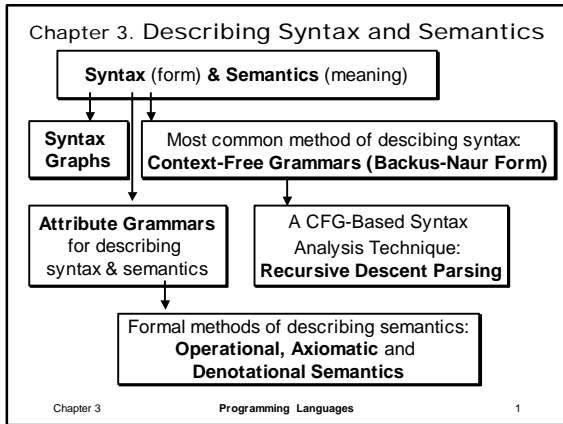 Chapter 3. Describing Syntax and Semantics
Syntax (form) & Semantics (meaning)
Syntax
Graphs
Most common method of descibing syntax:
Context-Free Grammars (Backus-Naur Form)
Attribute Grammars
for describing
syntax & semantics
A CFG-Based Syntax
Analysis Technique:
Recursive Descent Parsing
Formal methods of describing semantics:
Operational, Axiomatic and
Denotational Semantics
Chapter 3 Programming Languages 1